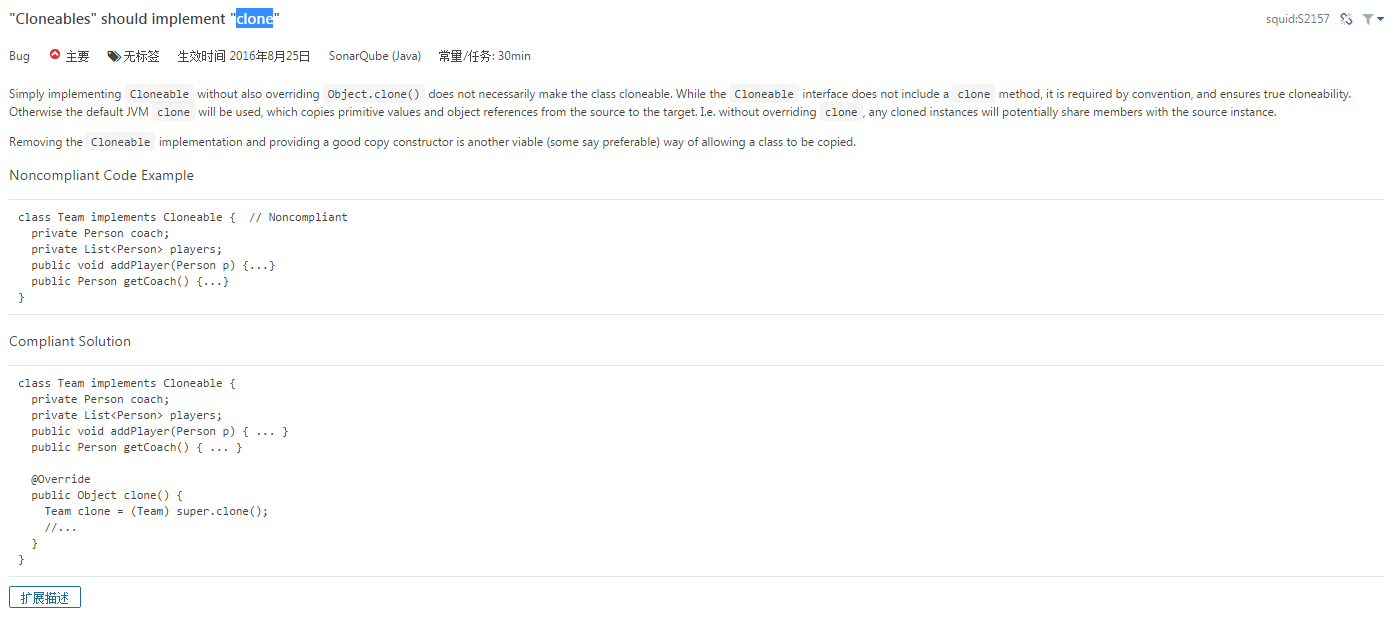 "Cloneables" should implement "clone"
squid:S2157
Bug 主要 无标签 生效时间 2016年8月25日 SonarQube (Java) 常量/任务: 30min
Simply implementing Cloneable without also overriding Object.clone() does not necessarily make the class cloneable. While the Cloneable interface does not include a clone method, it is required by convention, and ensures true cloneability.
Otherwise the default JVM clone will be used, which copies primitive values and object references from the source to the target. I.e. without overriding clone , any cloned instances will potentially share members with the source instance.
Removing the Cloneable implementation and providing a good copy constructor is another viable (some say preferable) way of allowing a class to be copied.
Noncompliant Code Example
class Team implements Cloneable {  // Noncompliant
  private Person coach;
  private List<Person> players;
  public void addPlayer(Person p) {...}
  public Person getCoach() {...}
}
Compliant Solution
class Team implements Cloneable {
  private Person coach;
  private List<Person> players;
  public void addPlayer(Person p) { ... }
  public Person getCoach() { ... }
  @Override
  public Object clone() {
    Team clone = (Team) super.clone();
    //...
  }
}
扩展描述